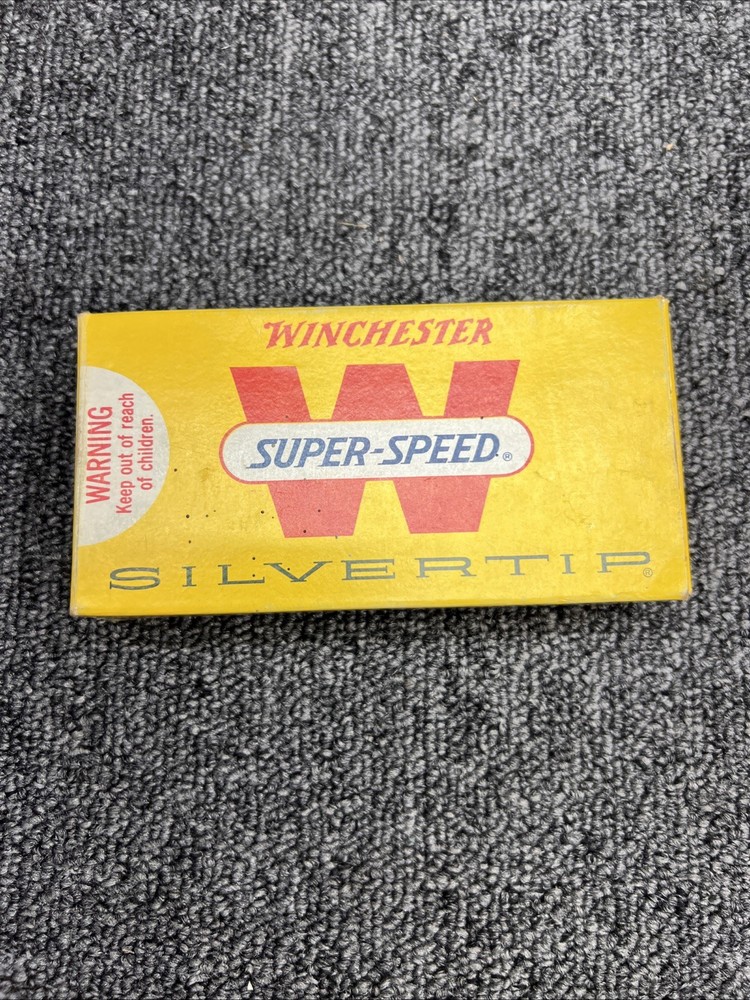 WINCHESTER
W
SUPER-SPEED®
SILVERTIP®
WARNING
Keep out of reach
of children.